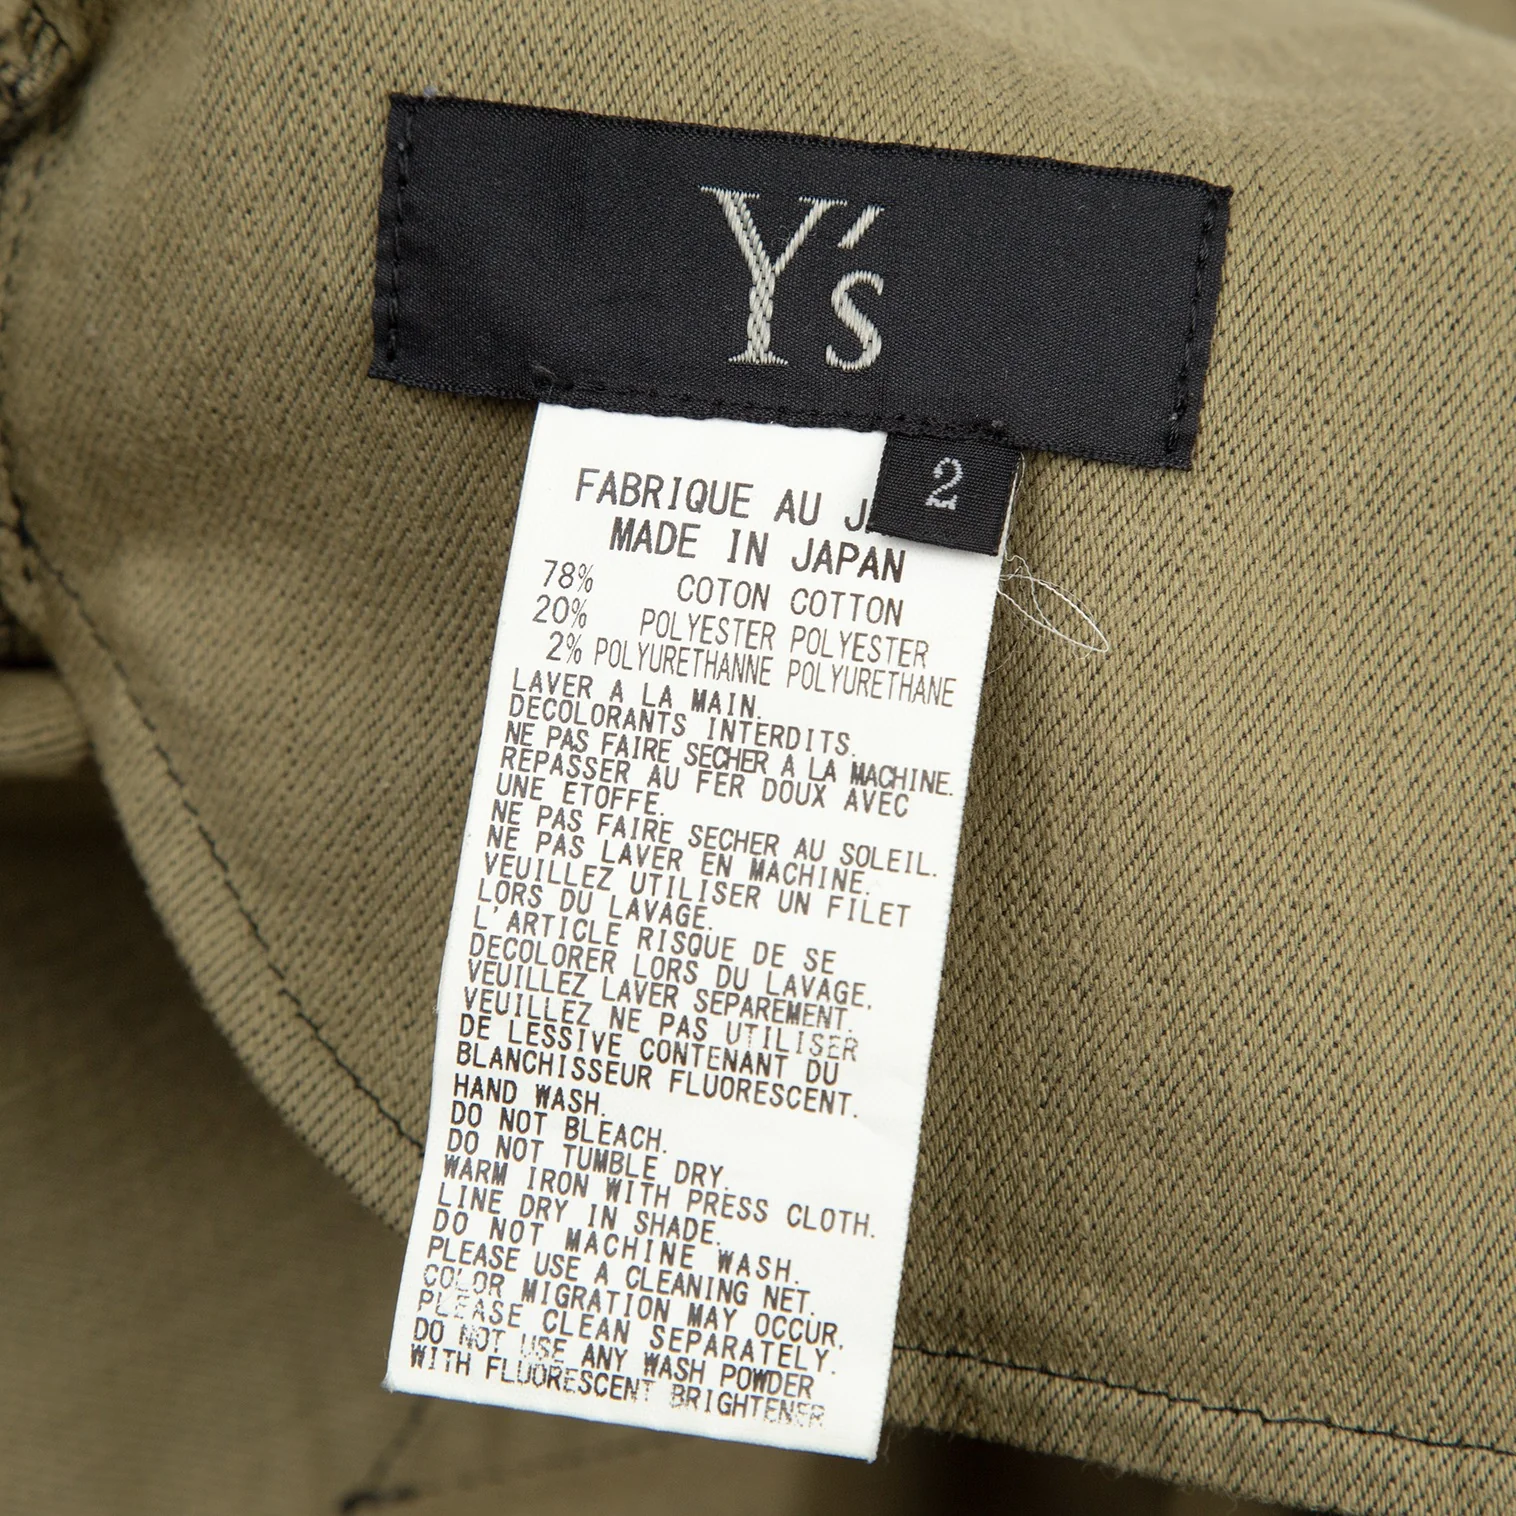 Y's
2
FABRIQUE AU
MADE IN JAPAN
78% COTON COTTON
20% POLYESTER POLYESTER
2% POLYURETHANNE POLYURETHANE
LAVER A LA MAIN.
DECOLORANTS INTERDITS.
NE PAS FAIRE SECHER A LA MACHINE.
REPASSER AU FER DOUX AVEC
UNE ETOFFE.
NE PAS FAIRE SECHER AU SOLEIL.
NE PAS LAVER EN MACHINE.
VEUILLEZ UTILISER UN FILET
LORS DU LAVAGE.
L'ARTICLE RISQUE DE SE
DECOLORER LORS DU LAVAGE.
VEUILLEZ LAVER SEPAREMENT.
VEUILLEZ NE PAS UTILISER
DE LESSIVE CONTENANT DU
BLANCHISSEUR FLUORESCENT.
HAND WASH.
DO NOT BLEACH.
DO NOT TUMBLE DRY.
WARM IRON WITH PRESS CLOTH.
LINE DRY IN SHADE.
DO NOT MACHINE WASH.
PLEASE USE A CLEANING NET.
COLOR MIGRATION MAY OCCUR.
PLEASE CLEAN SEPARATELY.
DO NOT USE ANY WASH POWDER
WITH FLUORESCENT BRIGHTENER